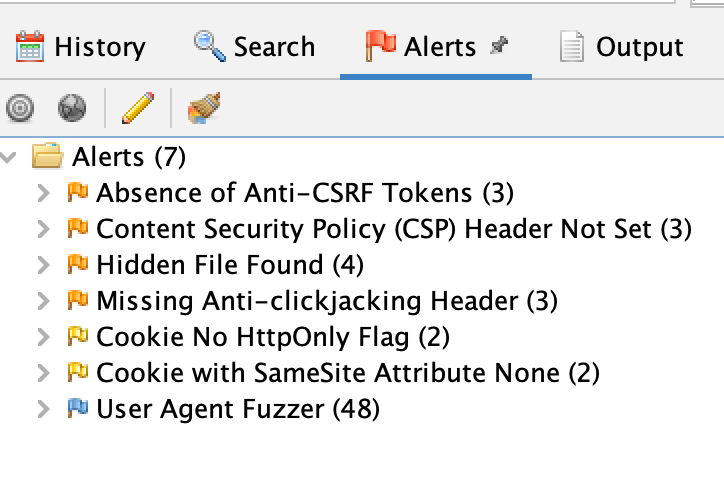 History Search Alerts Output
Alerts (7)
Absence of Anti-CSRF Tokens (3)
Content Security Policy (CSP) Header Not Set (3)
Hidden File Found (4)
Missing Anti-clickjacking Header (3)
Cookie No HttpOnly Flag (2)
Cookie with SameSite Attribute None (2)
User Agent Fuzzer (48)